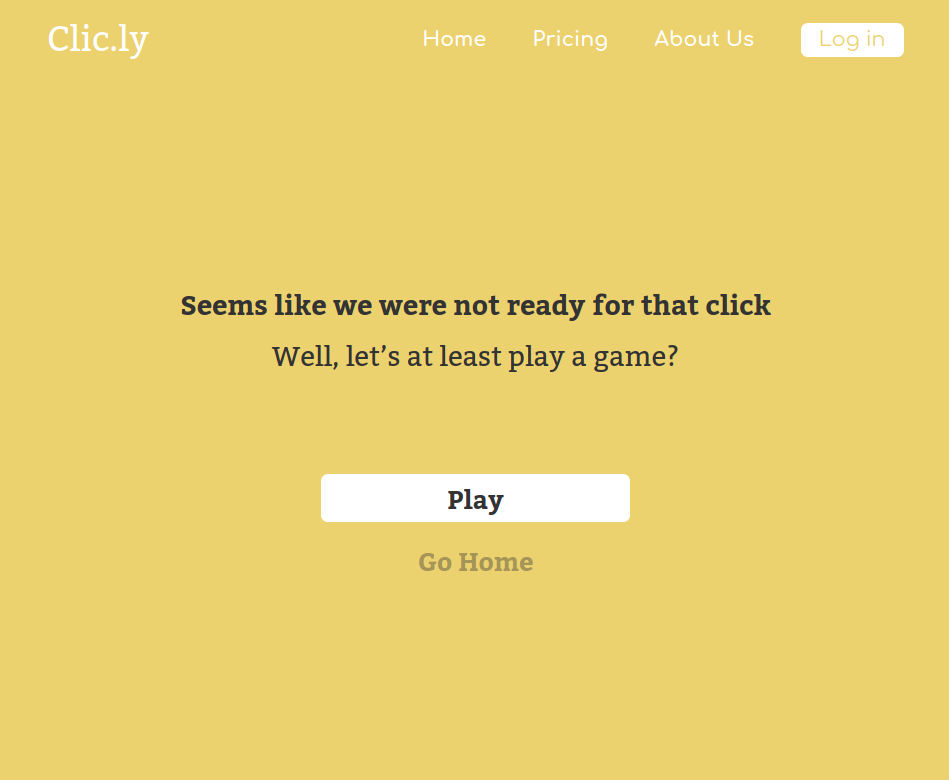 Clic.ly
Home Pricing About Us Log in
Seems like we were not ready for that click
Well, let’s at least play a game?
Play
Go Home